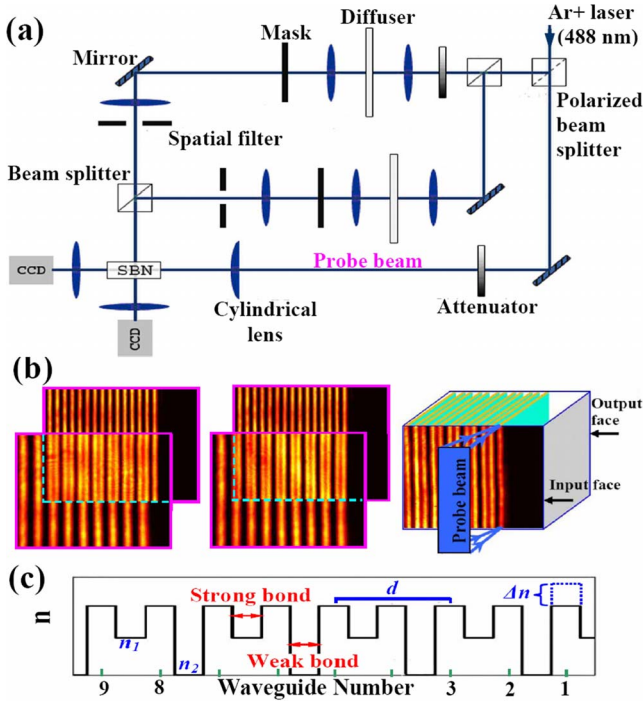 (a)
Ar+ laser
(488 nm)
Diffuser
Mask
Mirror
Polarized
beam
splitter
Spatial filter
Beam splitter
Probe beam
CCD
SBN
Cylindrical
lens
Attenuator
CCD
(b)
Output
face
Input face
Probe beam
(c)
Strong bond
d
Δn
n
n1
n2
Weak bond
9 8 Waveguide Number 3 2 1